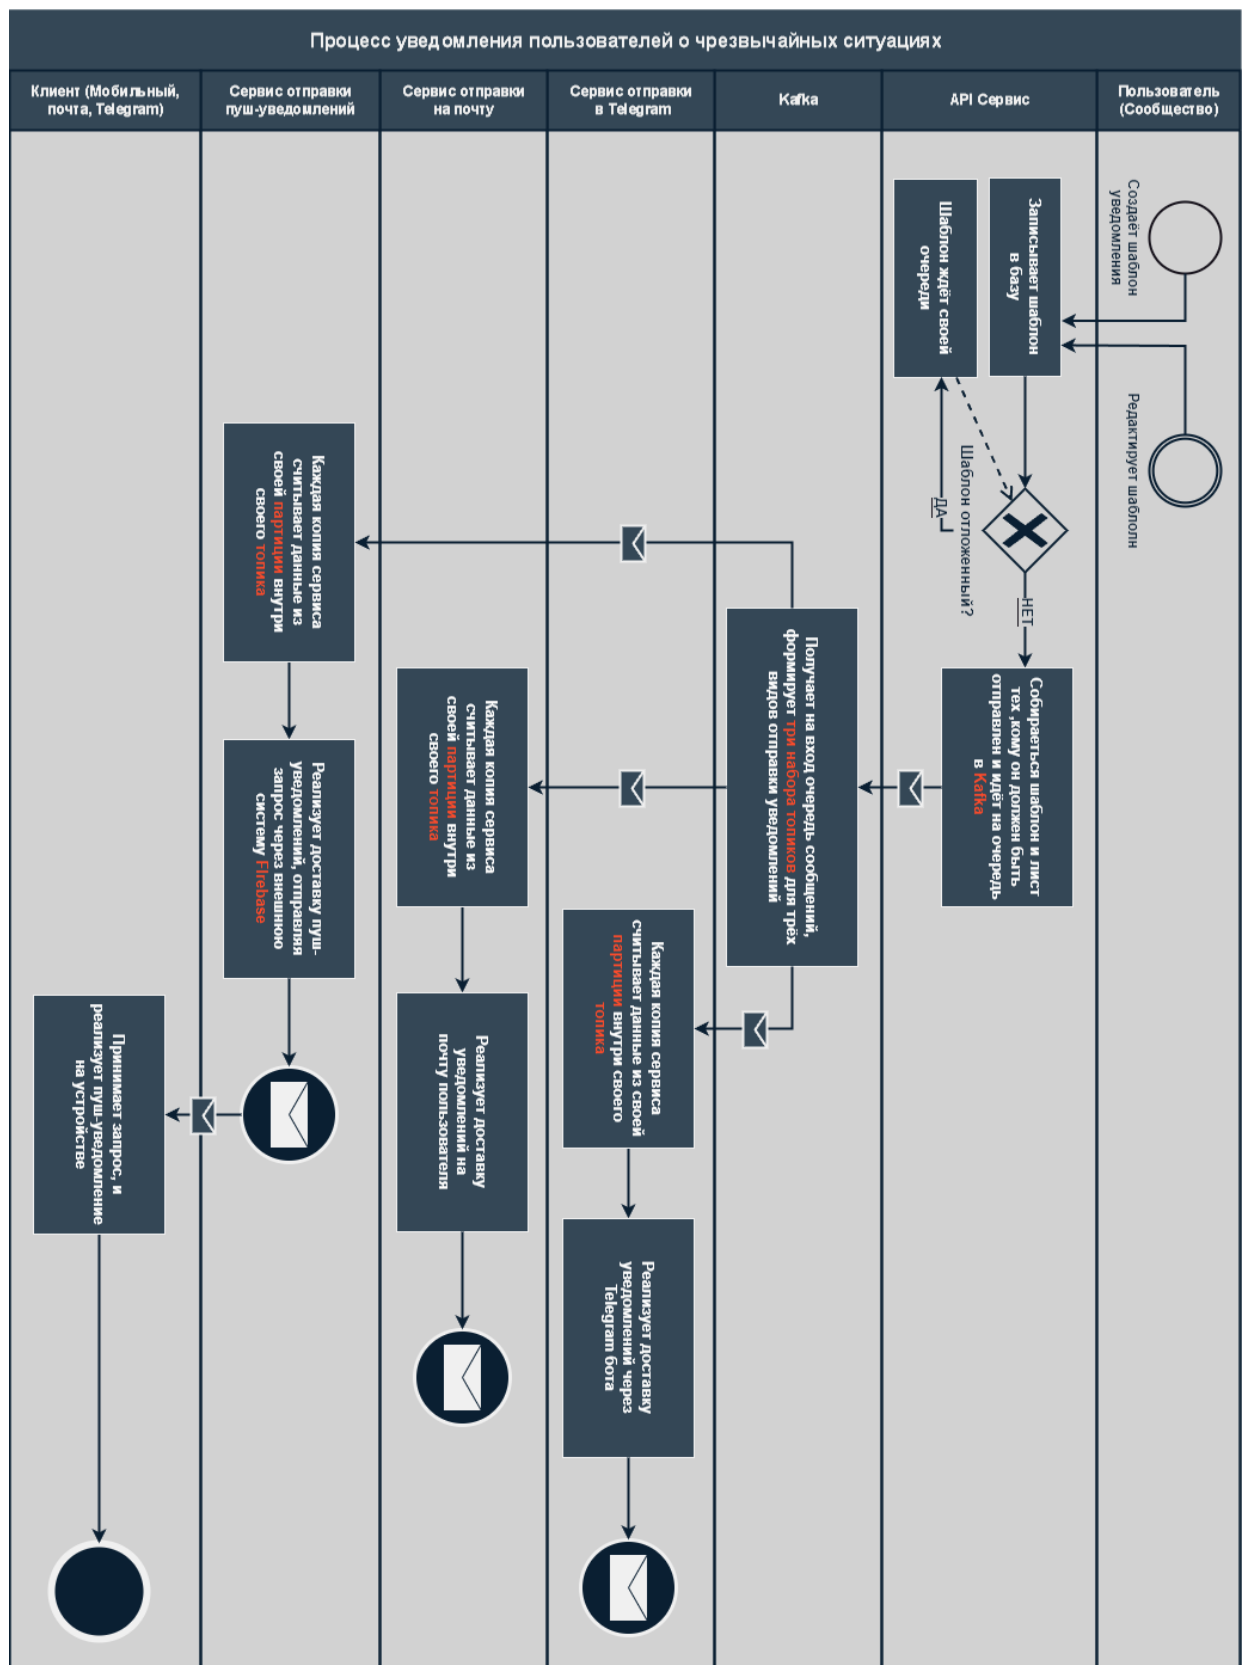 Процесс уведомления пользователей о чрезвычайных ситуациях
Клиент (Мобильный,
почта, Telegram)
Сервис отправки
пуш-уведомлений
Сервис отправки
на почту
Сервис отправки
в Telegram
Kafka
API Сервис
Пользователь
(Сообщество)
Создаёт шаблон
уведомления
Редактирует шаблолн
Записывает шаблон
в базу
Шаблон ждёт своей
очереди
Шаблон отложенный?
ДА
НЕТ
Собираеться шаблон и лист
тех ,кому он должен быть
отправлен и идёт на очередь
в Kafka
Получает на вход очередь сообщений,
формирует три набора топиков для трёх
видов отправки уведомлений
Каждая копия сервиса
считывает данные из своей
партиции внутри своего
топика
Реализует доставку
уведомлений через
Telegram бота
Каждая копия сервиса
считывает данные из
своей партиции внутри
своего топика
Реализует доставку
уведомлений на
почту пользователя
Каждая копия сервиса
считывает данные из
своей партиции внутри
своего топика
Реализует доставку пуш-
уведомлений, отправляя
запрос через внешнюю
систему FIrebase
Принимает запрос, и
реализует пуш-уведомление
на устройстве